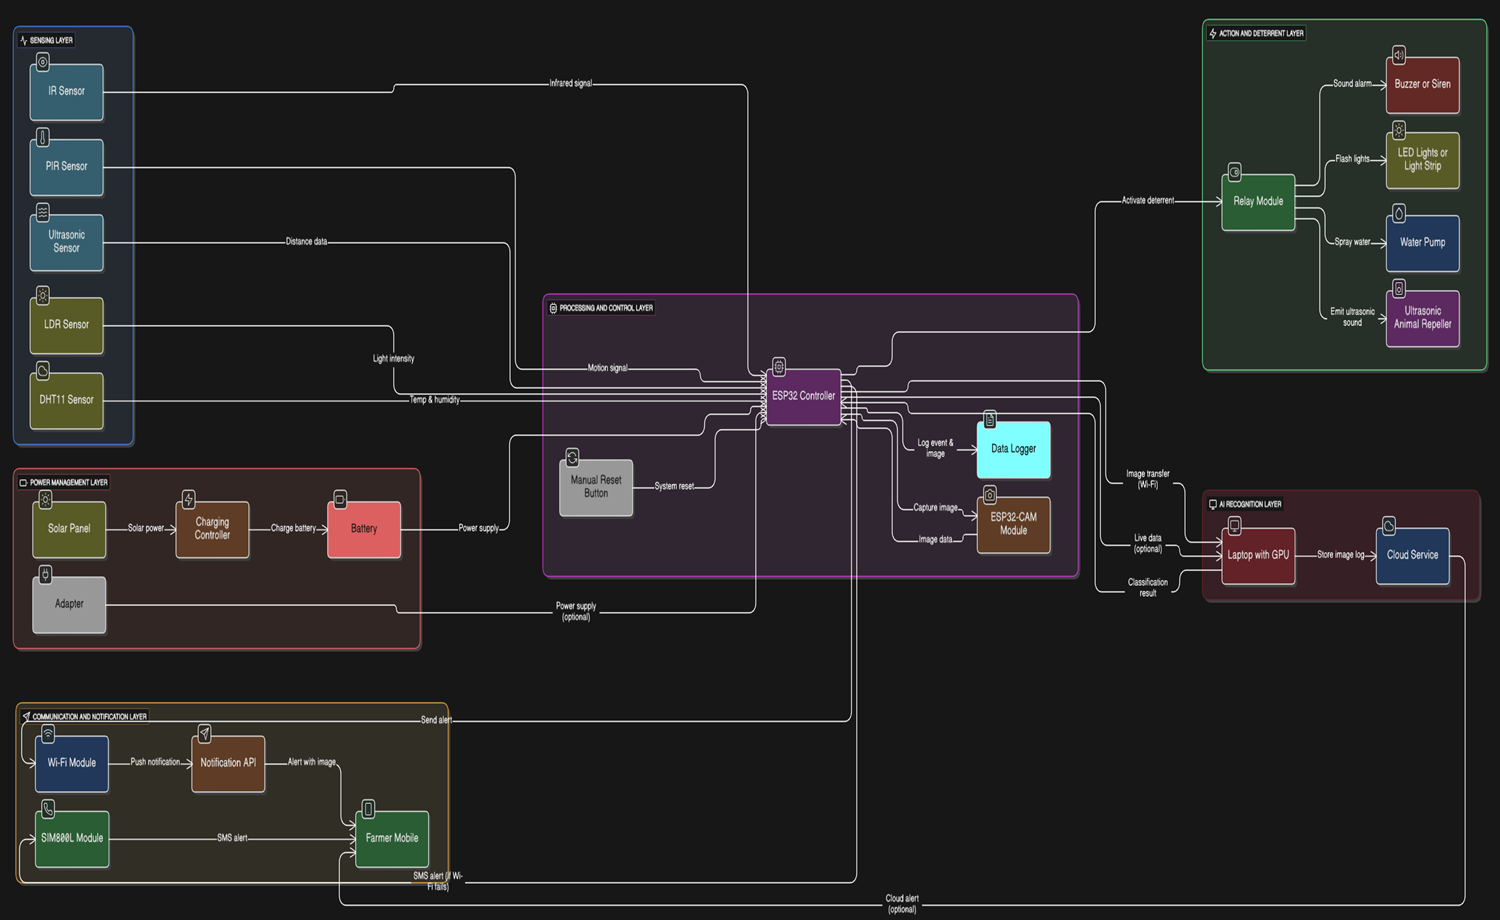 SENSING LAYER
IR Sensor
PIR Sensor
Ultrasonic
Sensor
LDR Sensor
DHT11 Sensor
Infrared signal
Distance data
Light intensity
Motion signal
Temp & humidity
POWER MANAGEMENT LAYER
Solar Panel
Solar power
Charging
Controller
Charge battery
Battery
Power supply
Adapter
Power supply
(optional)
PROCESSING AND CONTROL LAYER
ESP32 Controller
Manual Reset
Button
System reset
Log event &
image
Data Logger
Capture image
Image data
ESP32-CAM
Module
ACTION AND DETERRENT LAYER
Activate deterrent
Relay Module
Sound alarm
Buzzer or Siren
Flash lights
LED Lights or
Light Strip
Spray water
Water Pump
Emit ultrasonic
sound
Ultrasonic
Animal Repeller
Image transfer
(Wi-Fi)
Live data
(optional)
Classification
result
AI RECOGNITION LAYER
Laptop with GPU
Store image log
Cloud Service
COMMUNICATION AND NOTIFICATION LAYER
Send alert
Wi-Fi Module
Push notification
Notification API
Alert with image
SIM800L Module
SMS alert
Farmer Mobile
SMS alert (if Wi-
Fi fails)
Cloud alert
(optional)